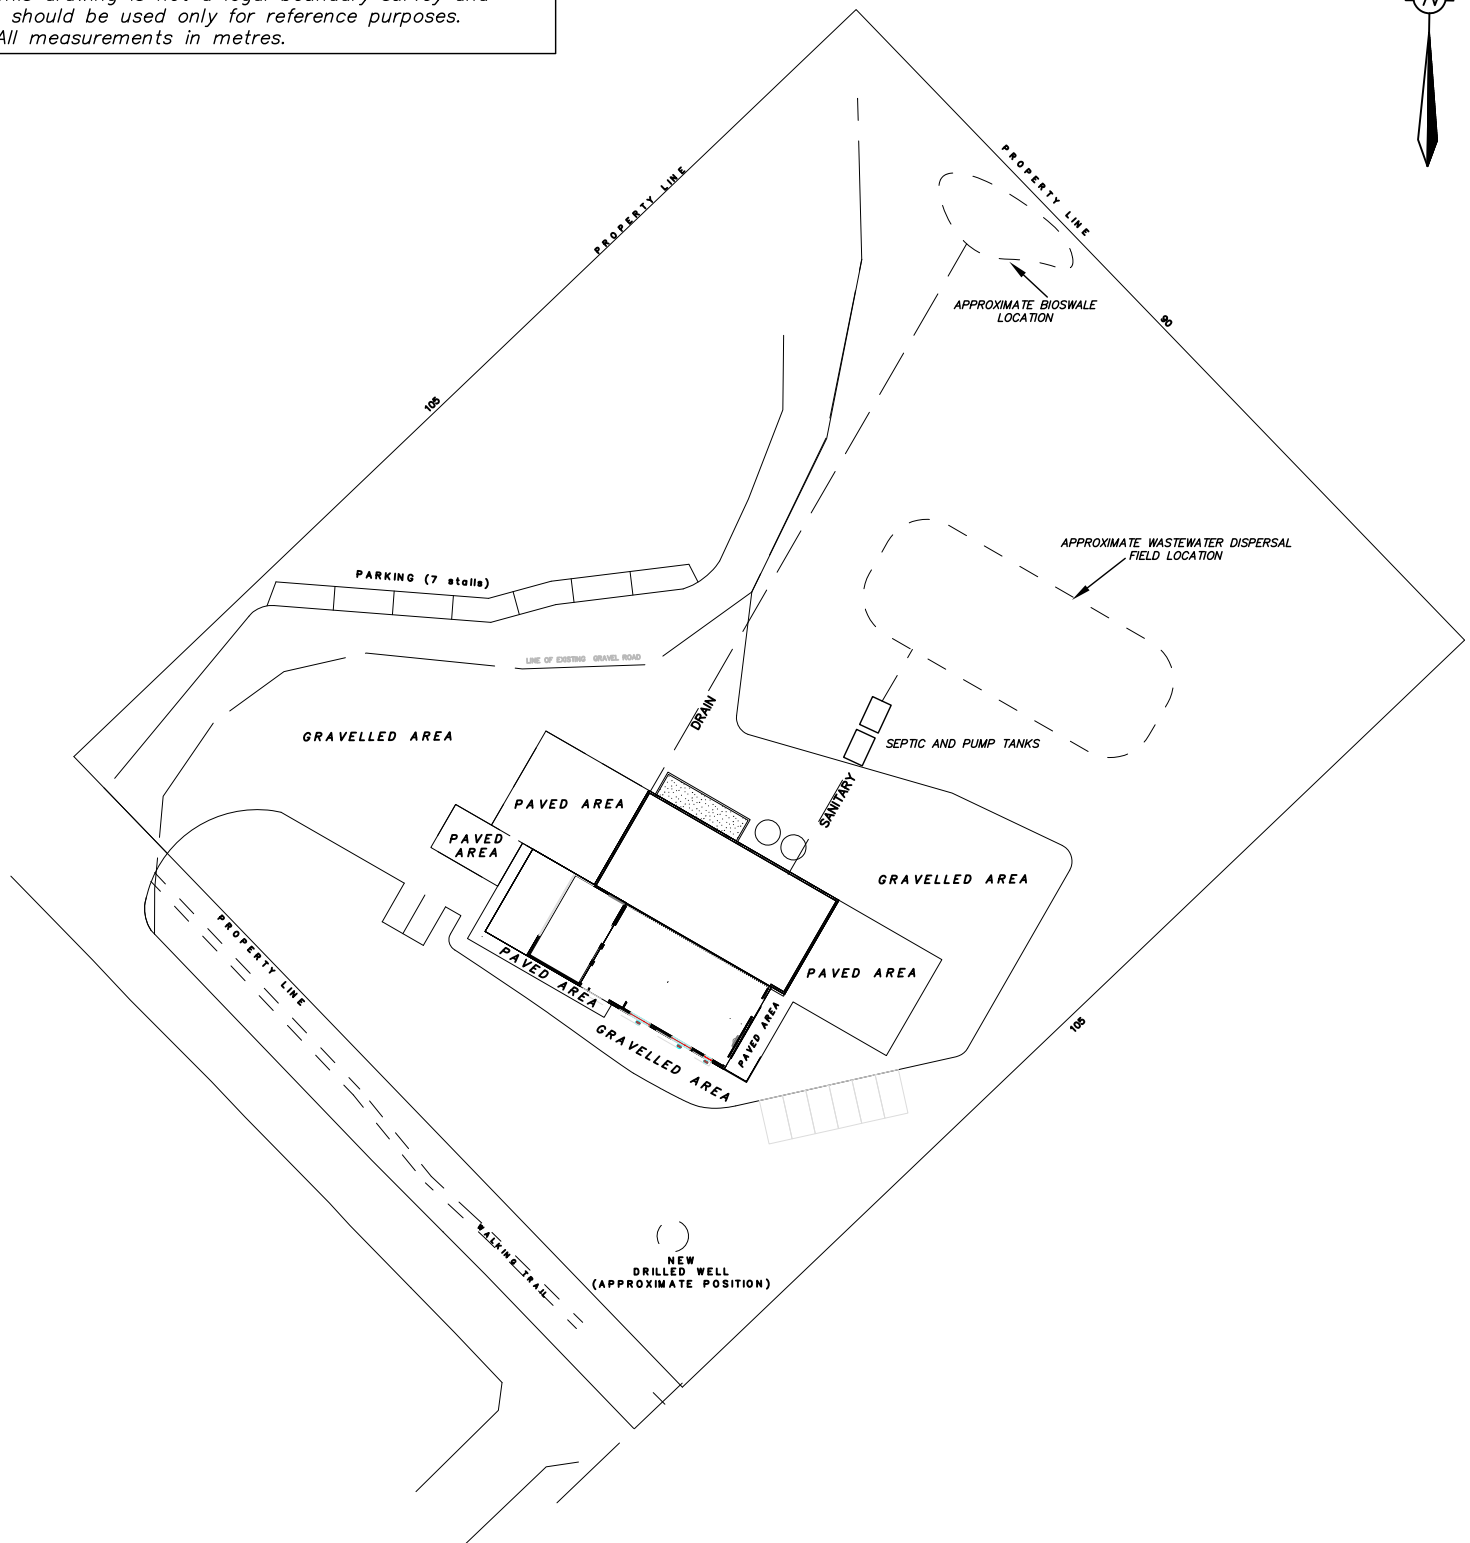 should be used only for reference purposes.
All measurements in metres.
N
PROPERTY LINE
PROPERTY LINE
APPROXIMATE BIOSWALE
LOCATION
90
105
APPROXIMATE WASTEWATER DISPERSAL
FIELD LOCATION
PARKING (7 stalls)
LINE OF EXISTING GRAVEL ROAD
DRAIN
GRAVELLED AREA
SEPTIC AND PUMP TANKS
SANITARY
PAVED AREA
PAVED
AREA
GRAVELLED AREA
PROPERTY LINE
PAVED AREA
PAVED AREA
PAVED AREA
GRAVELLED AREA
105
WALKING TRAIL
NEW
DRILLED WELL
(APPROXIMATE POSITION)